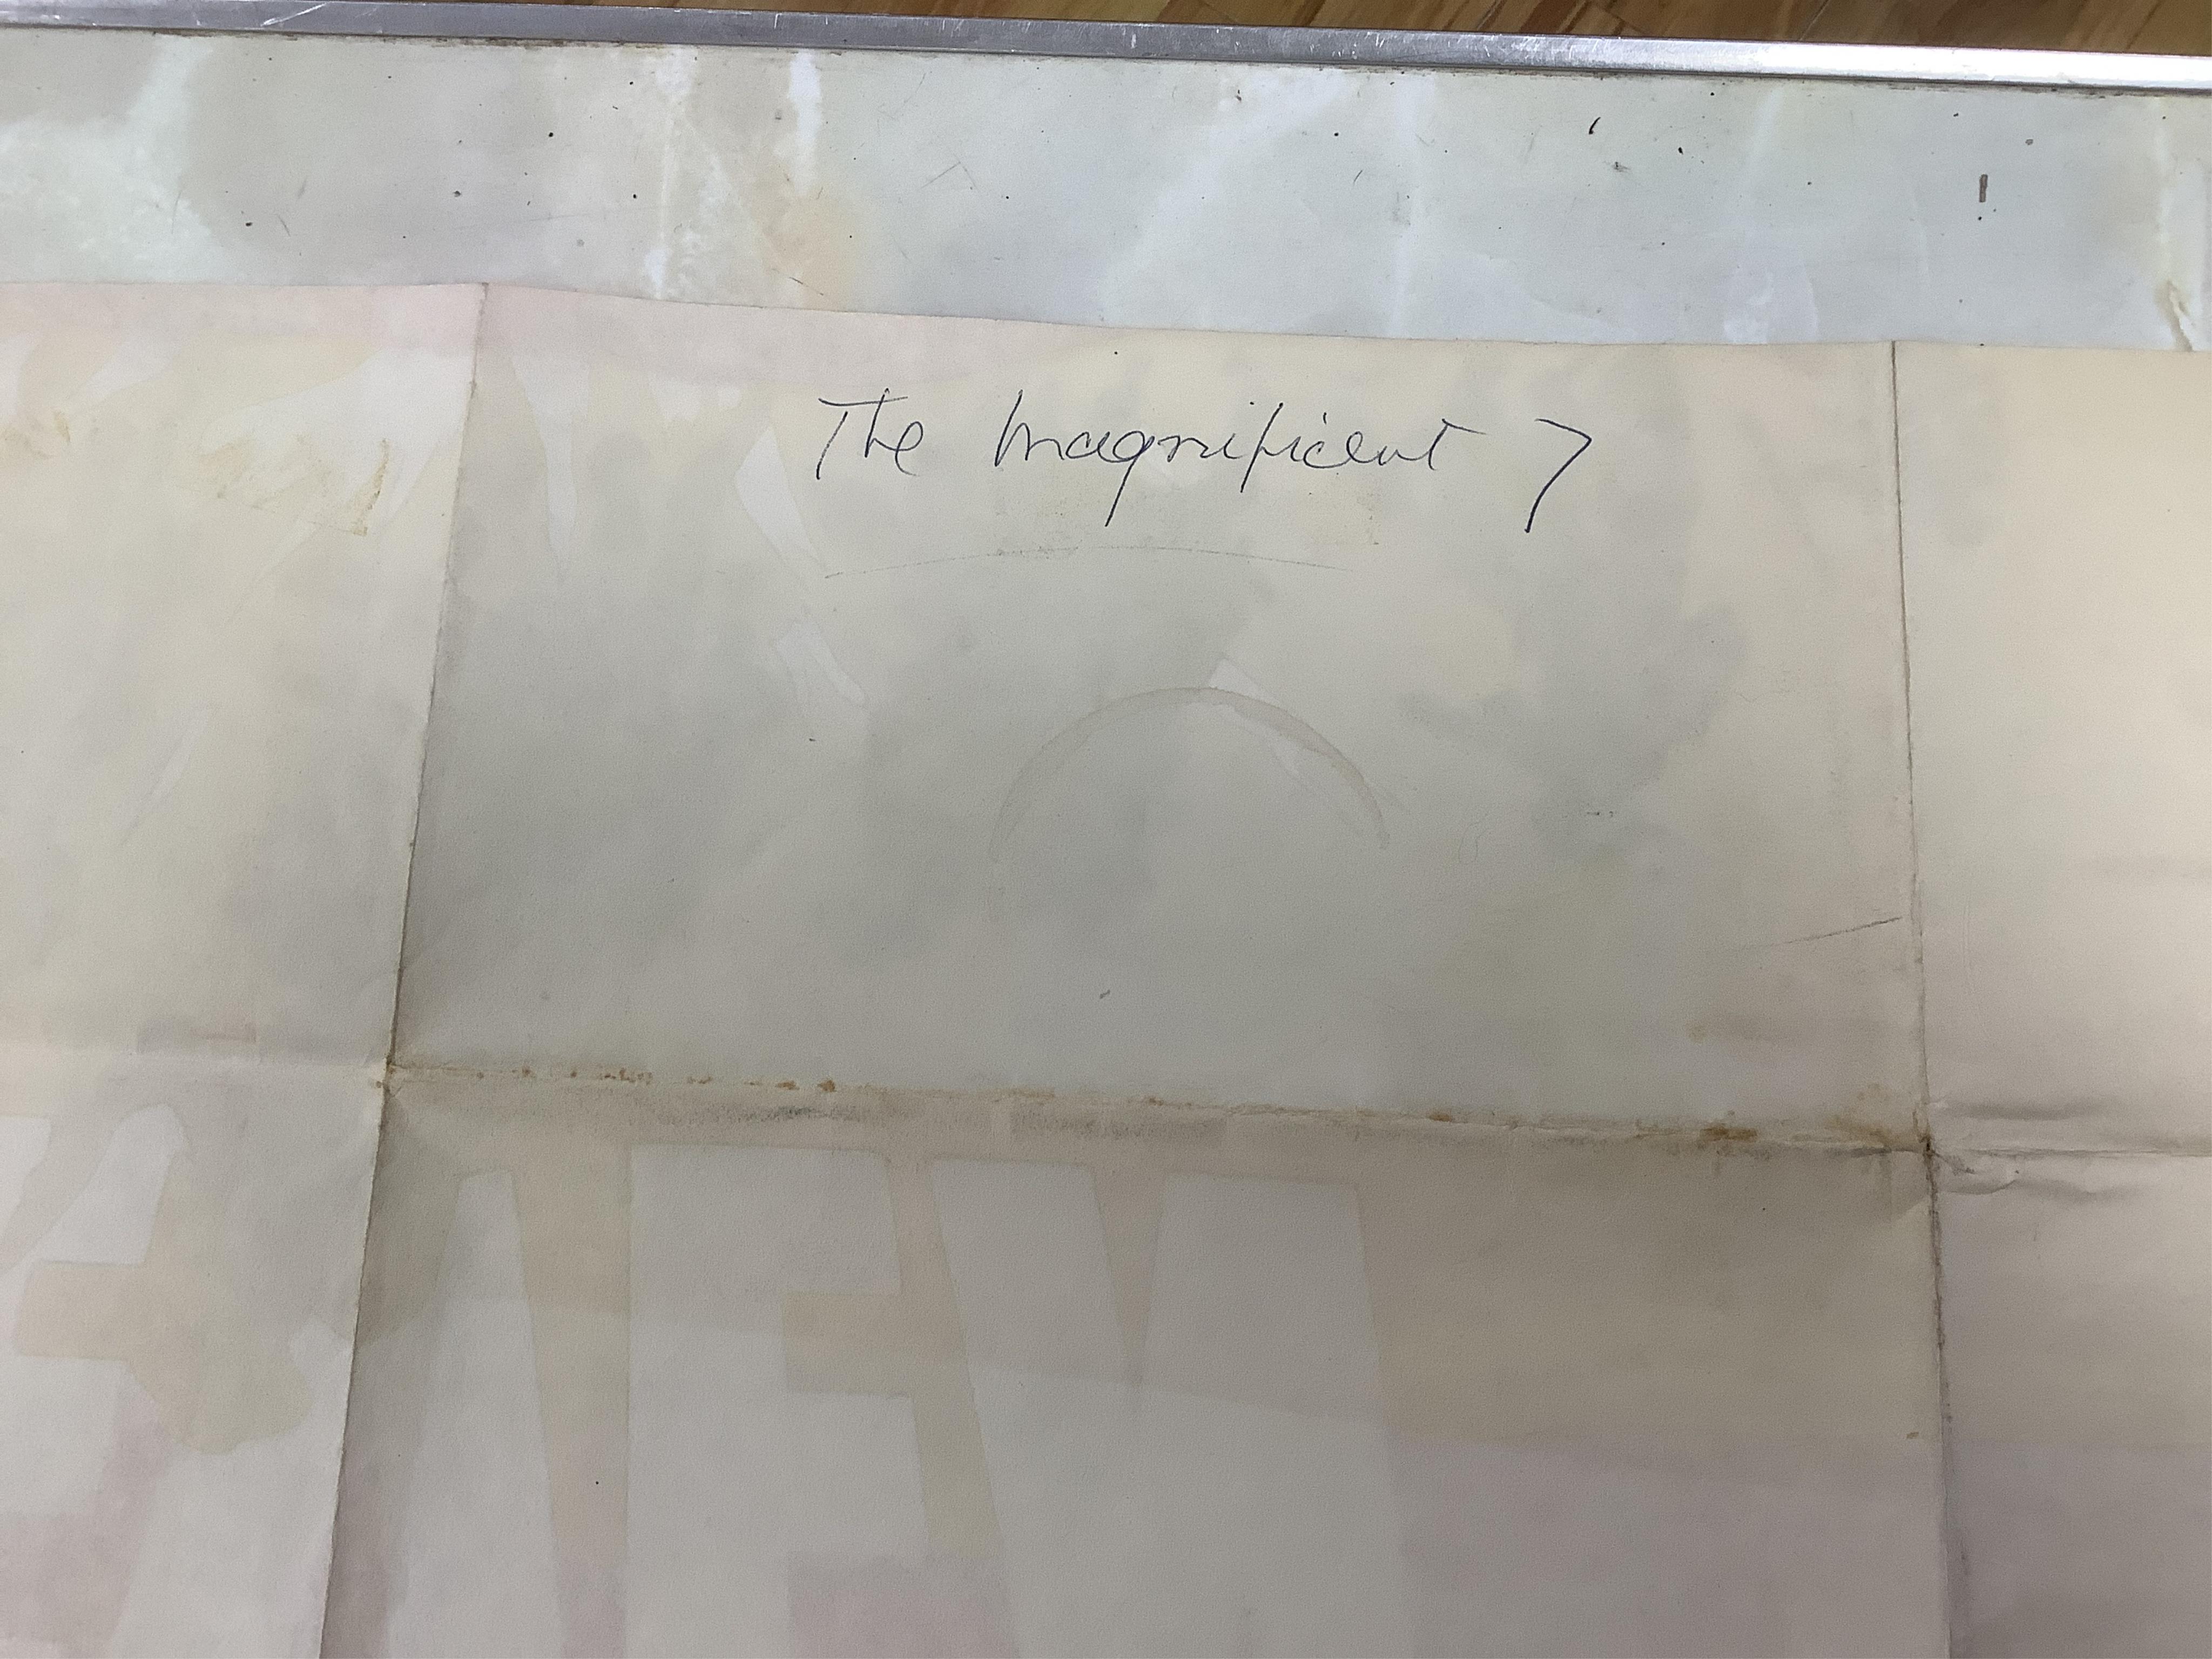 The Magnificent 7